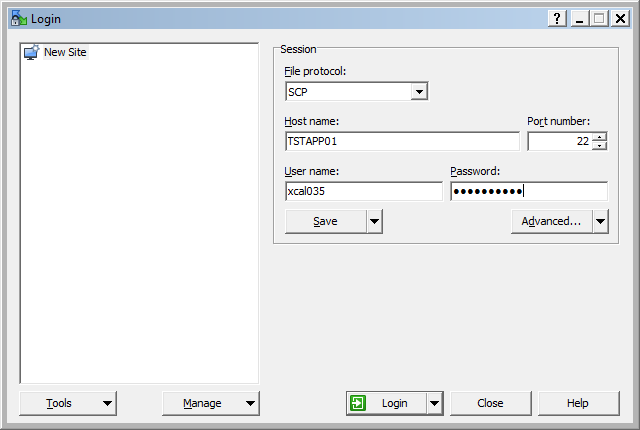 Login
New Site
Session
File protocol:
SCP
Host name:
Port number:
TSTAPP01
22
User name:
Password:
xcal035
●●●●●●●●●●
Save
Advanced...
Tools
Manage
Login
Close
Help